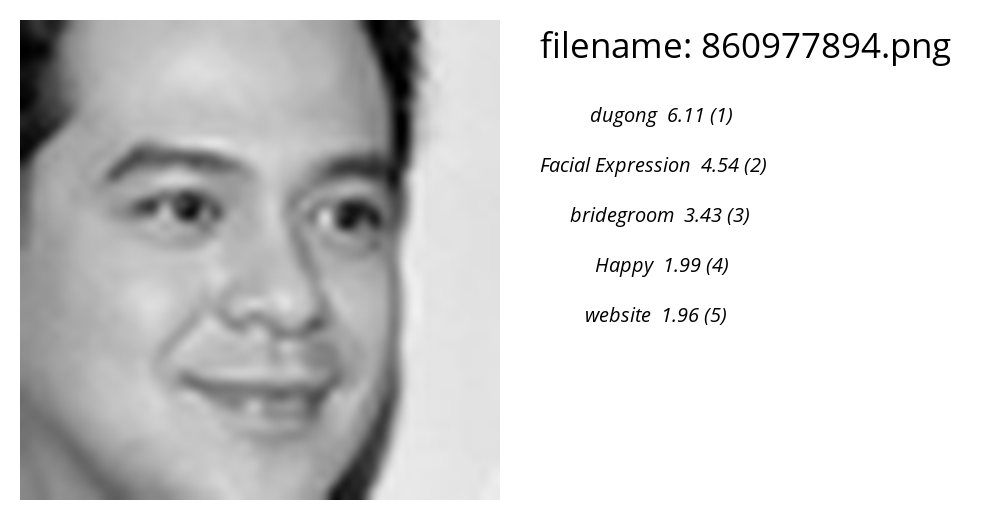 filename: 860977894.png
dugong 6.11 (1)
Facial Expression 4.54 (2)
bridegroom 3.43 (3)
Happy 1.99 (4)
website 1.96 (5)